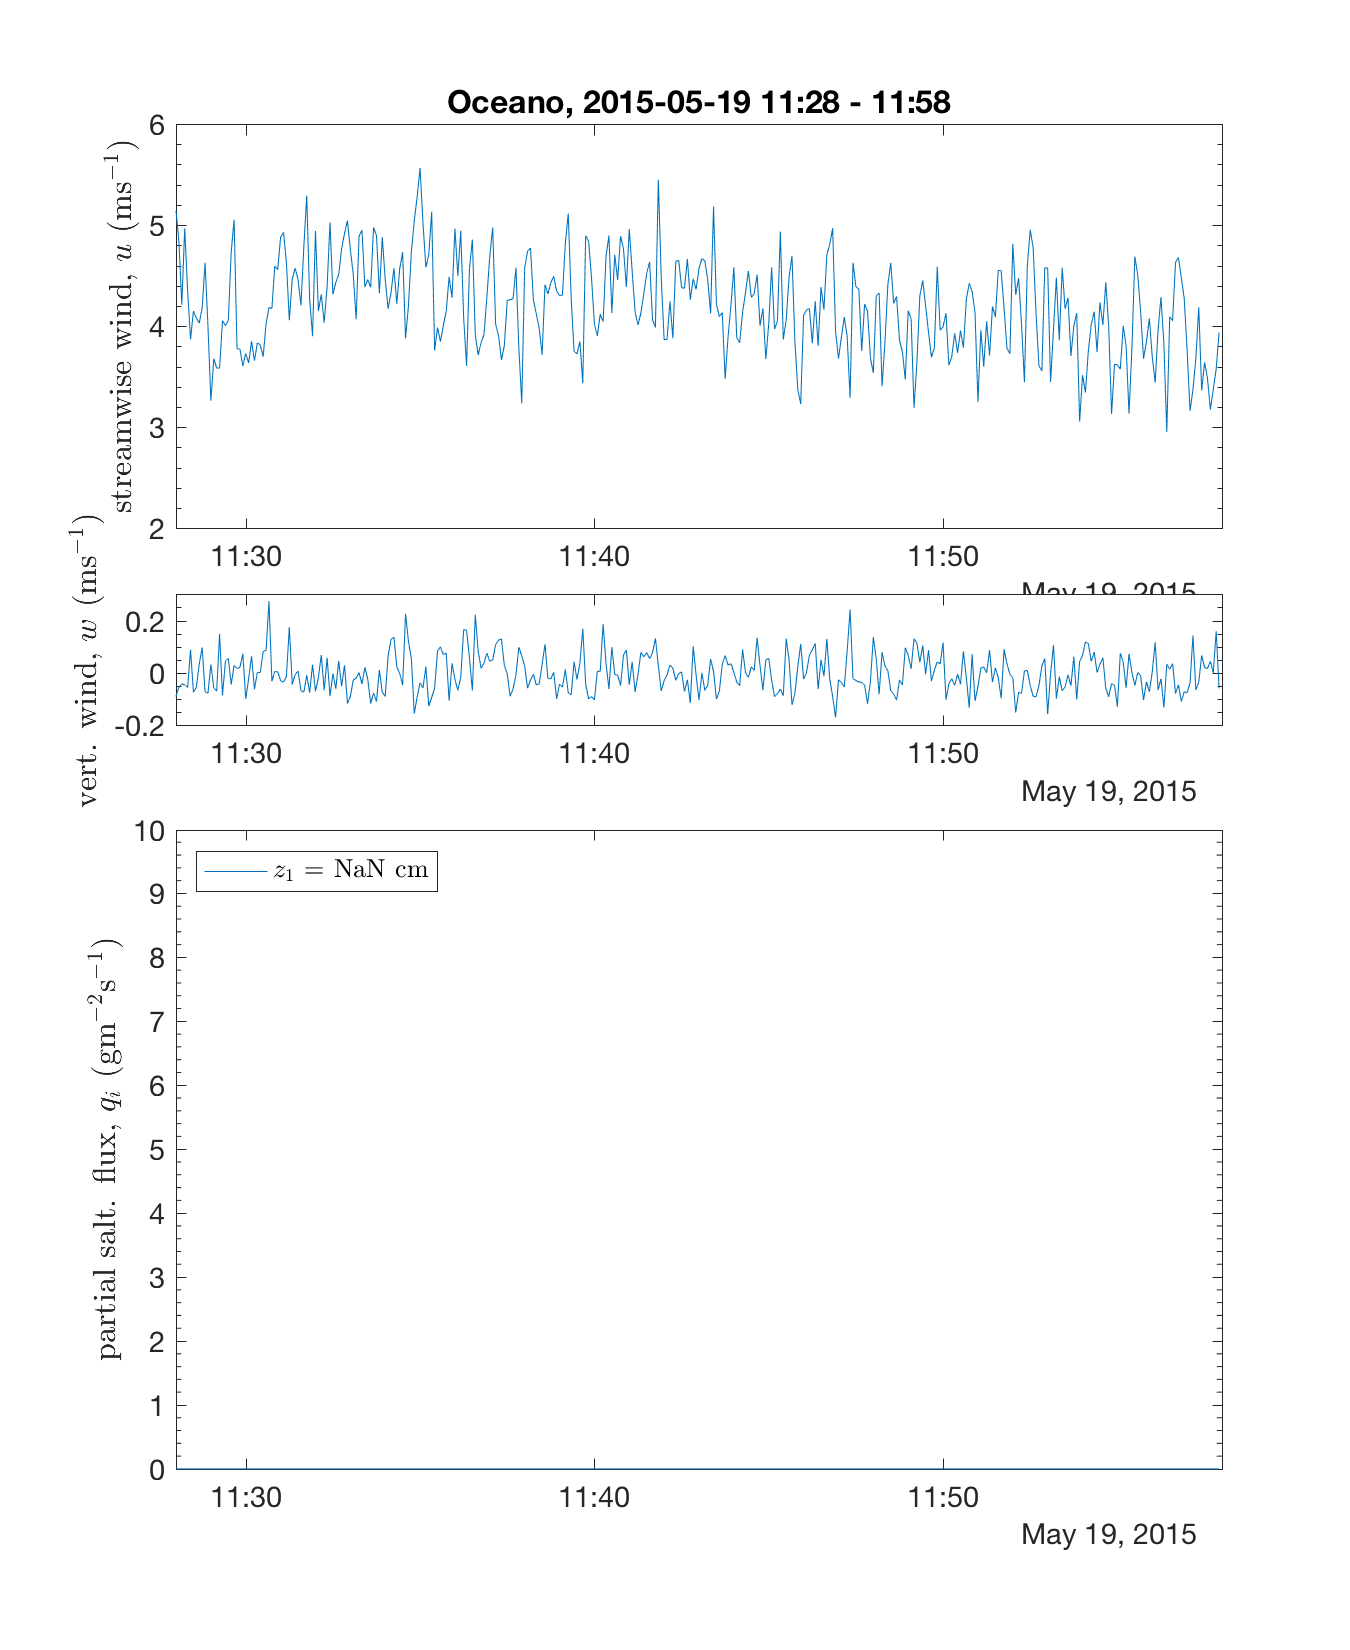 Oceano, 2015-05-19 11:28 - 11:58
streamwise wind, u (ms⁻¹)
6
5
4
3
2
11:30 11:40 11:50
May 19, 2015
vert. wind, w (ms⁻¹)
0.2
0
-0.2
11:30 11:40 11:50
May 19, 2015
partial salt. flux, qᵢ (gm⁻²s⁻¹)
10
9
8
7
6
5
4
3
2
1
0
z₁ = NaN cm
11:30 11:40 11:50
May 19, 2015